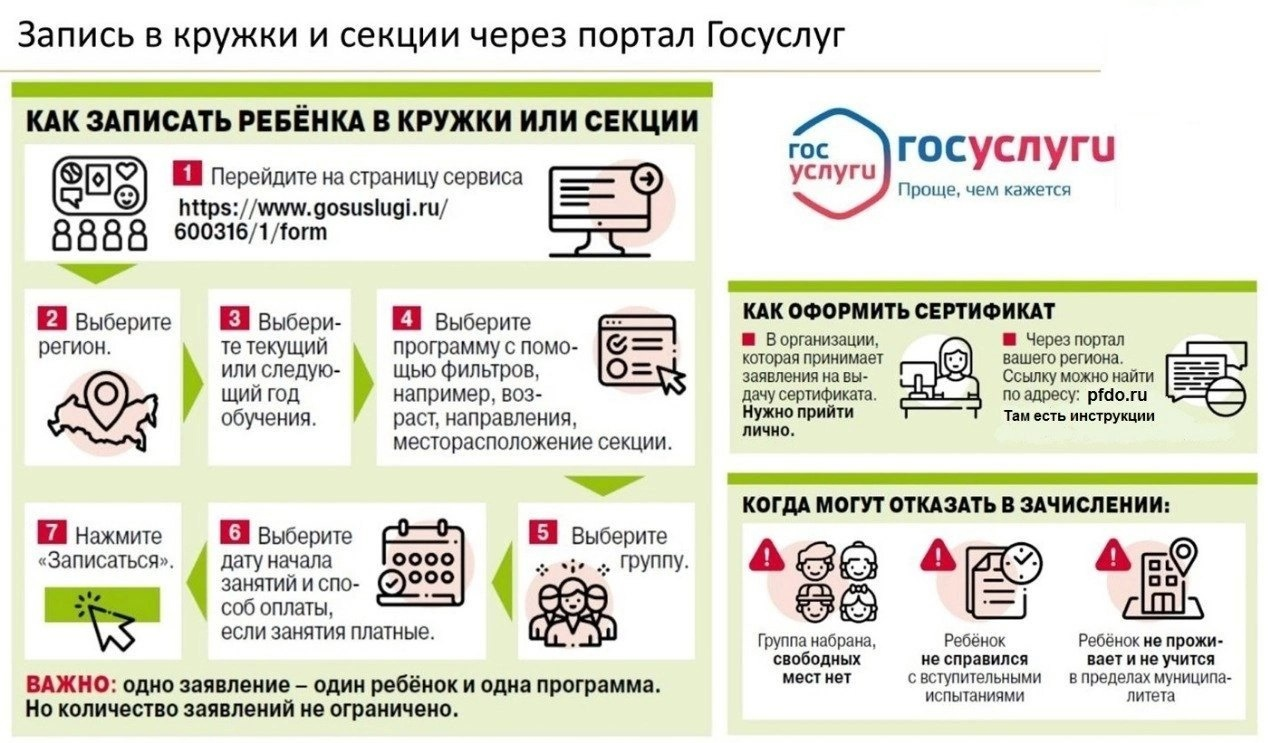 Запись в кружки и секции через портал Госуслуг
КАК ЗАПИСАТЬ РЕБЁНКА В КРУЖКИ ИЛИ СЕКЦИИ
1 Перейдите на страницу сервиса
https://www.gosuslugi.ru/
600316/1/form
2 Выберите
регион.
3 Выбери-
те текущий
или следую-
щий год
обучения.
4 Выберите
программу с помо-
щью фильтров,
например, воз-
раст, направления,
месторасположение секции.
5 Выберите
группу.
6 Выберите
дату начала
занятий и спо-
соб оплаты,
если занятия платные.
7 Нажмите
«Записаться».
ВАЖНО: одно заявление – один ребёнок и одна программа.
Но количество заявлений не ограничено.
гос
услуги
госуслуги
Проще, чем кажется
КАК ОФОРМИТЬ СЕРТИФИКАТ
В организации,
которая принимает
заявления на вы-
дачу сертификата.
Нужно прийти
лично.
Через портал
вашего региона.
Ссылку можно найти
по адресу: pfdo.ru
Там есть инструкции
КОГДА МОГУТ ОТКАЗАТЬ В ЗАЧИСЛЕНИИ:
Группа набрана,
свободных
мест нет
Ребёнок
не справился
с вступительными
испытаниями
Ребёнок не прожи-
вает и не учится
в пределах муниципа-
литета